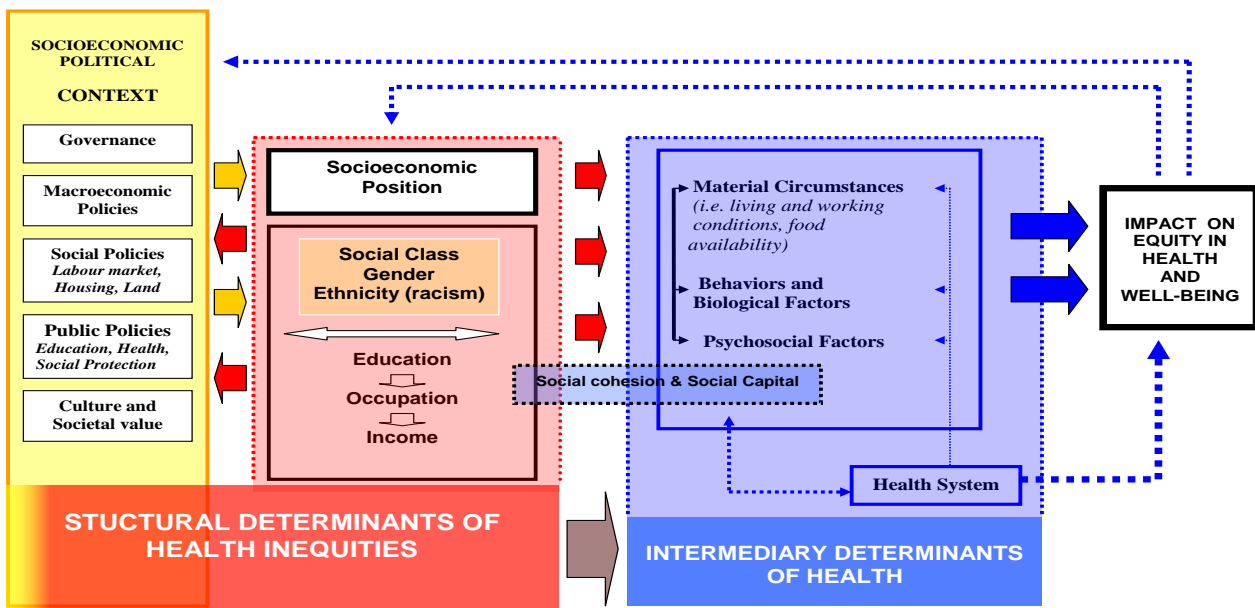 SOCIOECONOMIC
POLITICAL
CONTEXT
Governance
Macroeconomic
Policies
Social Policies
Labour market,
Housing, Land
Public Policies
Education, Health,
Social Protection
Culture and
Societal value
Socioeconomic
Position
Social Class
Gender
Ethnicity (racism)
Education
Occupation
Income
Social cohesion & Social Capital
Material Circumstances
(i.e. living and working
conditions, food
availability)
Behaviors and
Biological Factors
Psychosocial Factors
Health System
IMPACT ON
EQUITY IN
HEALTH
AND
WELL-BEING
STUCTURAL DETERMINANTS OF
HEALTH INEQUITIES
INTERMEDIARY DETERMINANTS
OF HEALTH